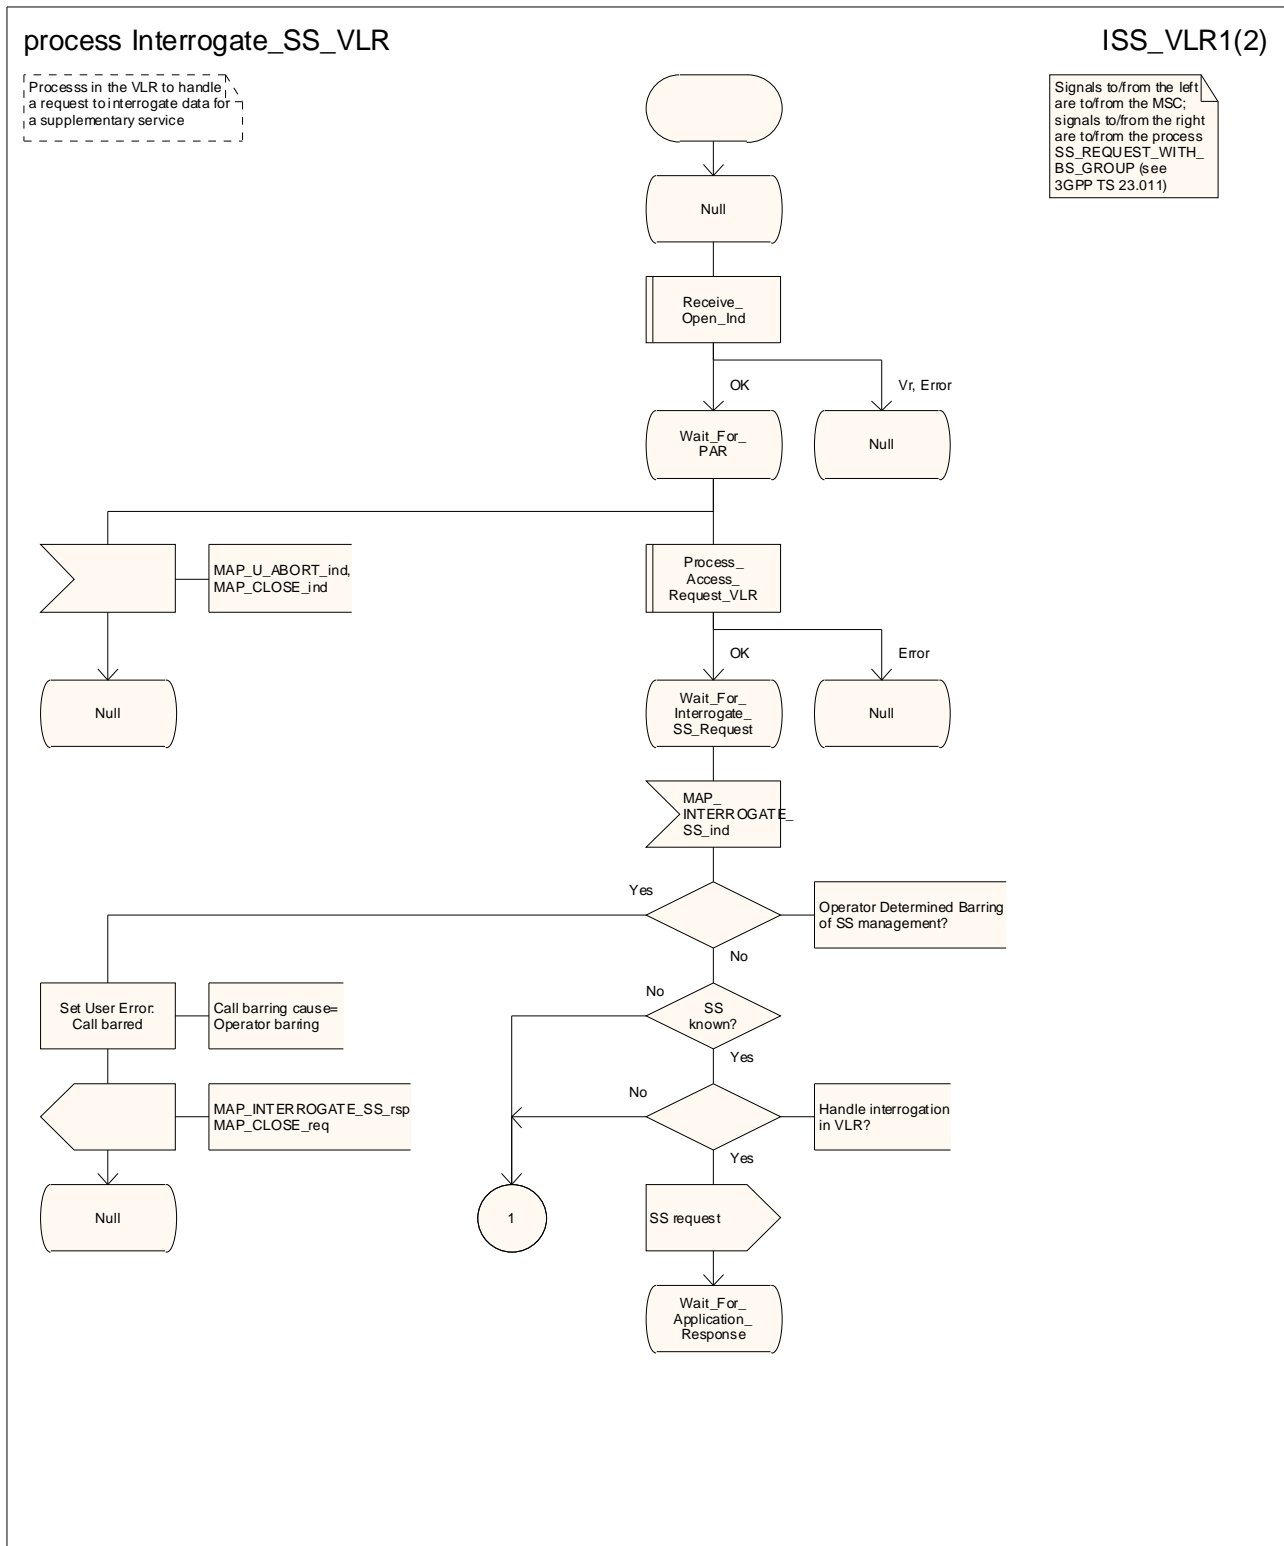 process Interrogate_SS_VLR
ISS_VLR1(2)
Processs in the VLR to handle
a request to interrogate data for
a supplementary service
Signals to/from the left
are to/from the MSC;
signals to/from the right
are to/from the process
SS_REQUEST_WITH_
BS_GROUP (see
3GPP TS 23.011)
Null
Receive_
Open_Ind
OK
Vr, Error
Wait_For_
PAR
Null
MAP_U_ABORT_ind,
MAP_CLOSE_ind
Process_
Access_
Request_VLR
OK
Error
Null
Wait_For_
Interrogate_
SS_Request
Null
MAP_
INTERROGATE_
SS_ind
Yes
Operator Determined Barring
of SS management?
No
Set User Error:
Call barred
Call barring cause=
Operator barring
No
SS
known?
Yes
MAP_INTERROGATE_SS_rsp
MAP_CLOSE_req
No
Handle interrogation
in VLR?
Yes
Null
1
SS request
Wait_For_
Application_
Response